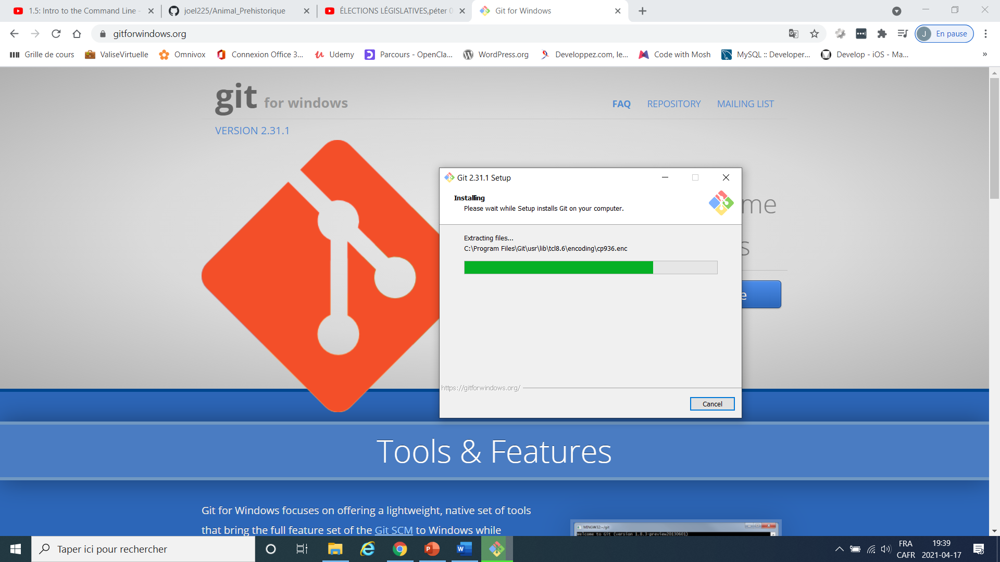 1.5: Intro to the Command Line -
joel225/Animal_Prehistorique
ÉLECTIONS LÉGISLATIVES,péter 0
Git for Windows
gitforwindows.org
J En pause
Grille de cours
ValiseVirtuelle
Omnivox
Connexion Office 3...
Udemy
Parcours - OpenCla...
WordPress.org
Developpez.com, le...
Code with Mosh
MySQL :: Developer...
Develop - iOS - Ma...
»
git for windows
FAQ
REPOSITORY
MAILING LIST
VERSION 2.31.1
me
s
e
Git 2.31.1 Setup
Installing
Please wait while Setup installs Git on your computer.
Extracting files...
C:\Program Files\Git\usr\lib\tcl8.6\encoding\cp936.enc
https://gitforwindows.org/
Cancel
Tools & Features
Git for Windows focuses on offering a lightweight, native set of tools
that bring the full feature set of the Git SCM to Windows while
MINGW32:~/git
Welcome to Git (version 1.8.3-preview20130601)
Taper ici pour rechercher
FRA
CAFR
19:39
2021-04-17